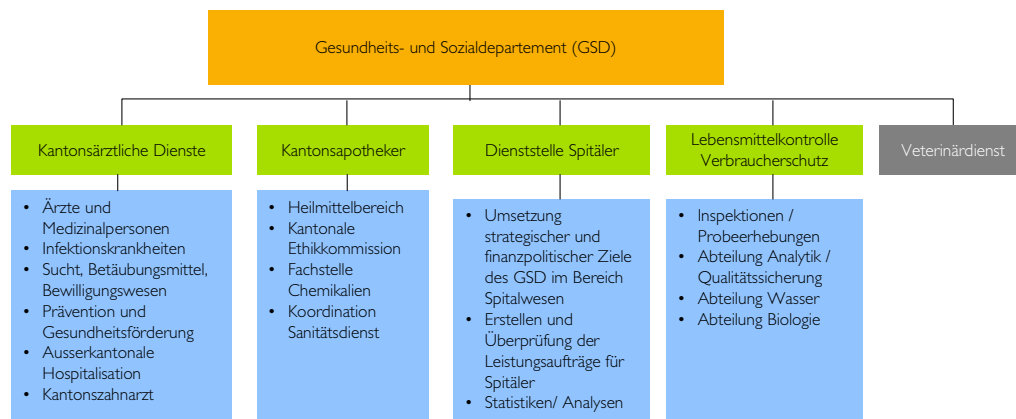 Gesundheits- und Sozialdepartement (GSD)
Kantonsärztliche Dienste
• Ärzte und
Medizinalpersonen
• Infektionskrankheiten
• Sucht, Betäubungsmittel,
Bewilligungswesen
• Prävention und
Gesundheitsförderung
• Ausserkantonale
Hospitalisation
• Kantonszahnarzt
Kantonsapotheker
• Heilmittelbereich
• Kantonale
Ethikkommission
• Fachstelle
Chemikalien
• Koordination
Sanitätsdienst
Dienststelle Spitäler
• Umsetzung
strategischer und
finanzpolitischer Ziele
des GSD im Bereich
Spitalwesen
• Erstellen und
Überprüfung der
Leistungsaufträge für
Spitäler
• Statistiken/ Analysen
Lebensmittelkontrolle
Verbraucherschutz
• Inspektionen /
Probeerhebungen
• Abteilung Analytik /
Qualitätssicherung
• Abteilung Wasser
• Abteilung Biologie
Veterinärdienst